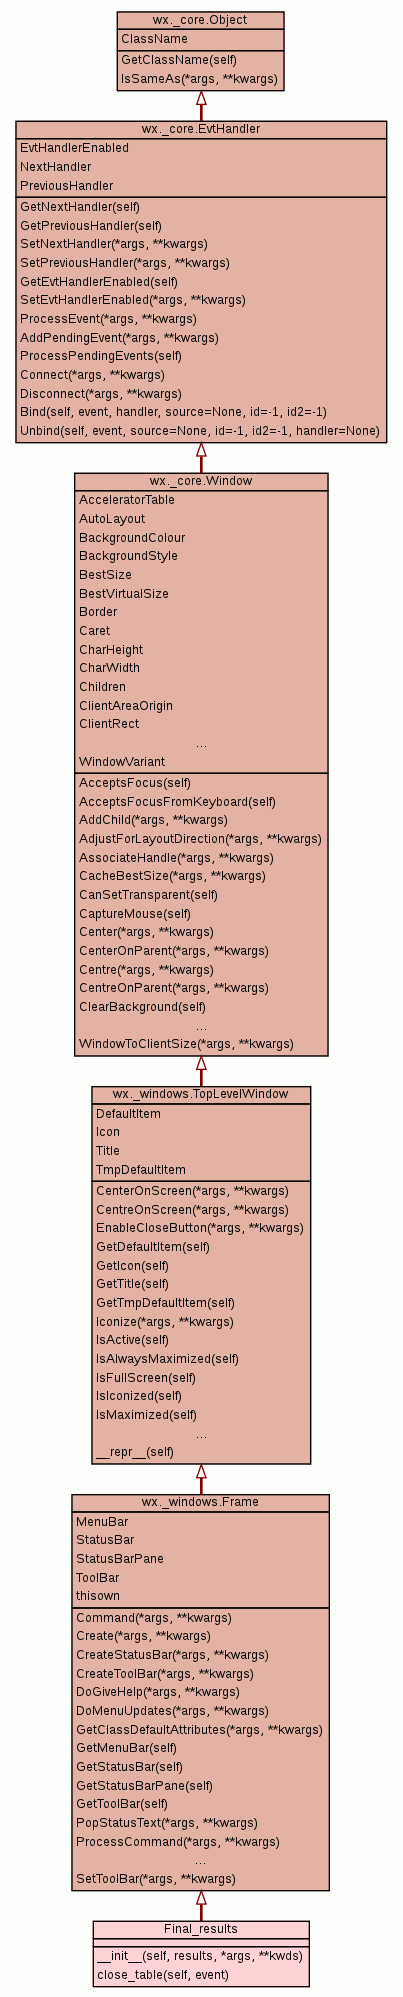 wx._core.Object
ClassName
GetClassName(self)
IsSameAs(*args, **kwargs)
wx._core.EvtHandler
EvtHandlerEnabled
NextHandler
PreviousHandler
GetNextHandler(self)
GetPreviousHandler(self)
SetNextHandler(*args, **kwargs)
SetPreviousHandler(*args, **kwargs)
GetEvtHandlerEnabled(self)
SetEvtHandlerEnabled(*args, **kwargs)
ProcessEvent(*args, **kwargs)
AddPendingEvent(*args, **kwargs)
ProcessPendingEvents(self)
Connect(*args, **kwargs)
Disconnect(*args, **kwargs)
Bind(self, event, handler, source=None, id=-1, id2=-1)
Unbind(self, event, source=None, id=-1, id2=-1, handler=None)
wx._core.Window
AcceleratorTable
AutoLayout
BackgroundColour
BackgroundStyle
BestSize
BestVirtualSize
Border
Caret
CharHeight
CharWidth
Children
ClientAreaOrigin
ClientRect
...
WindowVariant
AcceptsFocus(self)
AcceptsFocusFromKeyboard(self)
AddChild(*args, **kwargs)
AdjustForLayoutDirection(*args, **kwargs)
AssociateHandle(*args, **kwargs)
CacheBestSize(*args, **kwargs)
CanSetTransparent(self)
CaptureMouse(self)
Center(*args, **kwargs)
CenterOnParent(*args, **kwargs)
Centre(*args, **kwargs)
CentreOnParent(*args, **kwargs)
ClearBackground(self)
...
WindowToClientSize(*args, **kwargs)
wx._windows.TopLevelWindow
DefaultItem
Icon
Title
TmpDefaultItem
CenterOnScreen(*args, **kwargs)
CentreOnScreen(*args, **kwargs)
EnableCloseButton(*args, **kwargs)
GetDefaultItem(self)
GetIcon(self)
GetTitle(self)
GetTmpDefaultItem(self)
Iconize(*args, **kwargs)
IsActive(self)
IsAlwaysMaximized(self)
IsFullScreen(self)
IsIconized(self)
IsMaximized(self)
...
__repr__(self)
wx._windows.Frame
MenuBar
StatusBar
StatusBarPane
ToolBar
thisown
Command(*args, **kwargs)
Create(*args, **kwargs)
CreateStatusBar(*args, **kwargs)
CreateToolBar(*args, **kwargs)
DoGiveHelp(*args, **kwargs)
DoMenuUpdates(*args, **kwargs)
GetClassDefaultAttributes(*args, **kwargs)
GetMenuBar(self)
GetStatusBar(self)
GetStatusBarPane(self)
GetToolBar(self)
PopStatusText(*args, **kwargs)
ProcessCommand(*args, **kwargs)
...
SetToolBar(*args, **kwargs)
Final_results
__init__(self, results, *args, **kwds)
close_table(self, event)